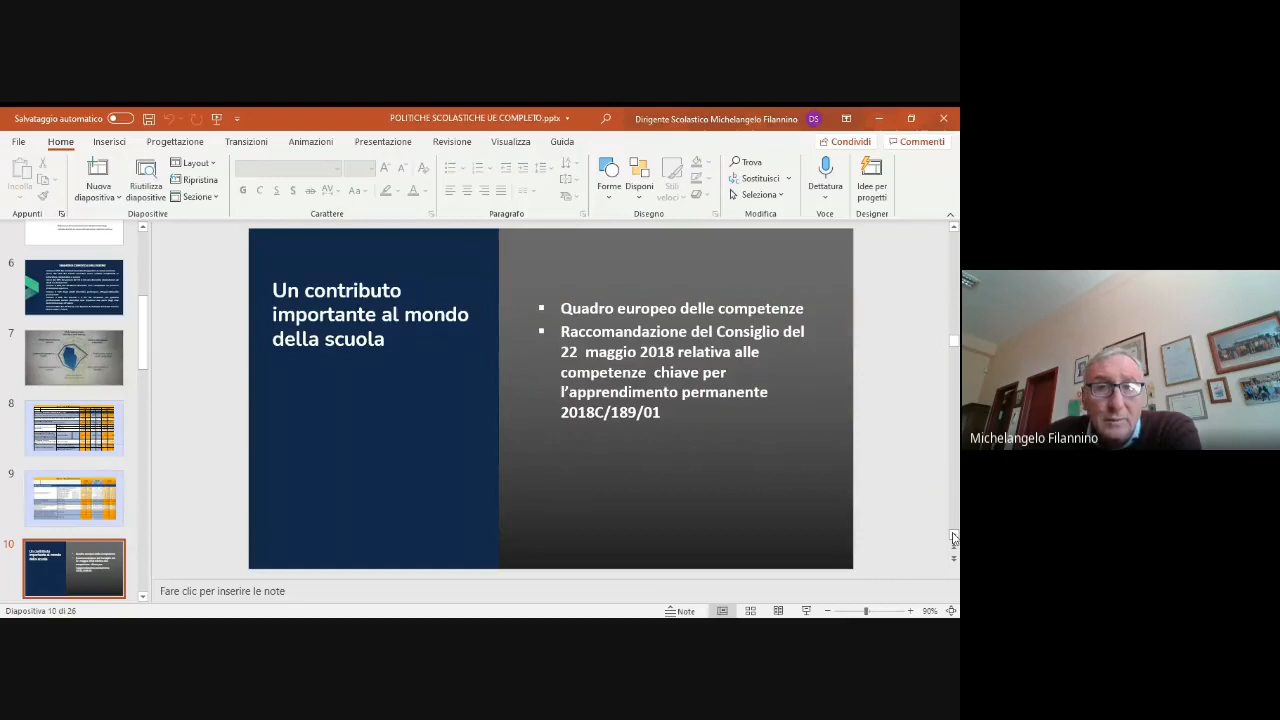 Salvataggio automatico
POLITICHE SCOLASTICHE UE COMPLETO.pptx
Dirigente Scolastico Michelangelo Filannino
DS
File
Home
Inserisci
Progettazione
Transizioni
Animazioni
Presentazione
Revisione
Visualizza
Guida
Condividi
Commenti
Incolla
Nuova
diapositiva
Riutilizza
diapositive
Layout
Ripristina
Sezione
G C S S ab AV Aa A
Forme
Disponi
Stili
veloci
Trova
Sostituisci
Seleziona
Dettatura
Idee per
progetti
Appunti
Diapositive
Carattere
Paragrafo
Disegno
Modifica
Voce
Designer
6
7
8
9
10
Un contributo
importante al mondo
della scuola
Quadro europeo delle competenze
Raccomandazione del Consiglio del
22 maggio 2018 relativa alle
competenze chiave per
l’apprendimento permanente
2018C/189/01
Fare clic per inserire le note
Diapositiva 10 di 26
Note
90%
Michelangelo Filannino